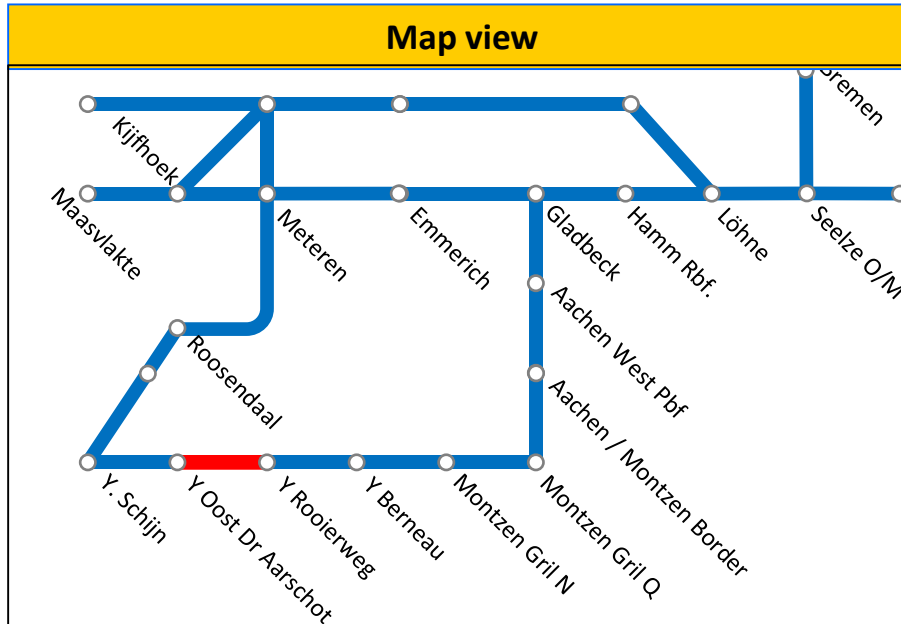 Map view
Bremen
Kijfhoek
Maasvlakte
Meteren
Emmerich
Gladbeck
Hamm Rbf.
Löhne
Seelze O/M
Roosendaal
Aachen West Pbf
Aachen / Montzen Border
Y. Schijn
Y Oost Dr Aarschot
Y Rooierweg
Y Berneau
Montzen Gril N
Montzen Gril Q